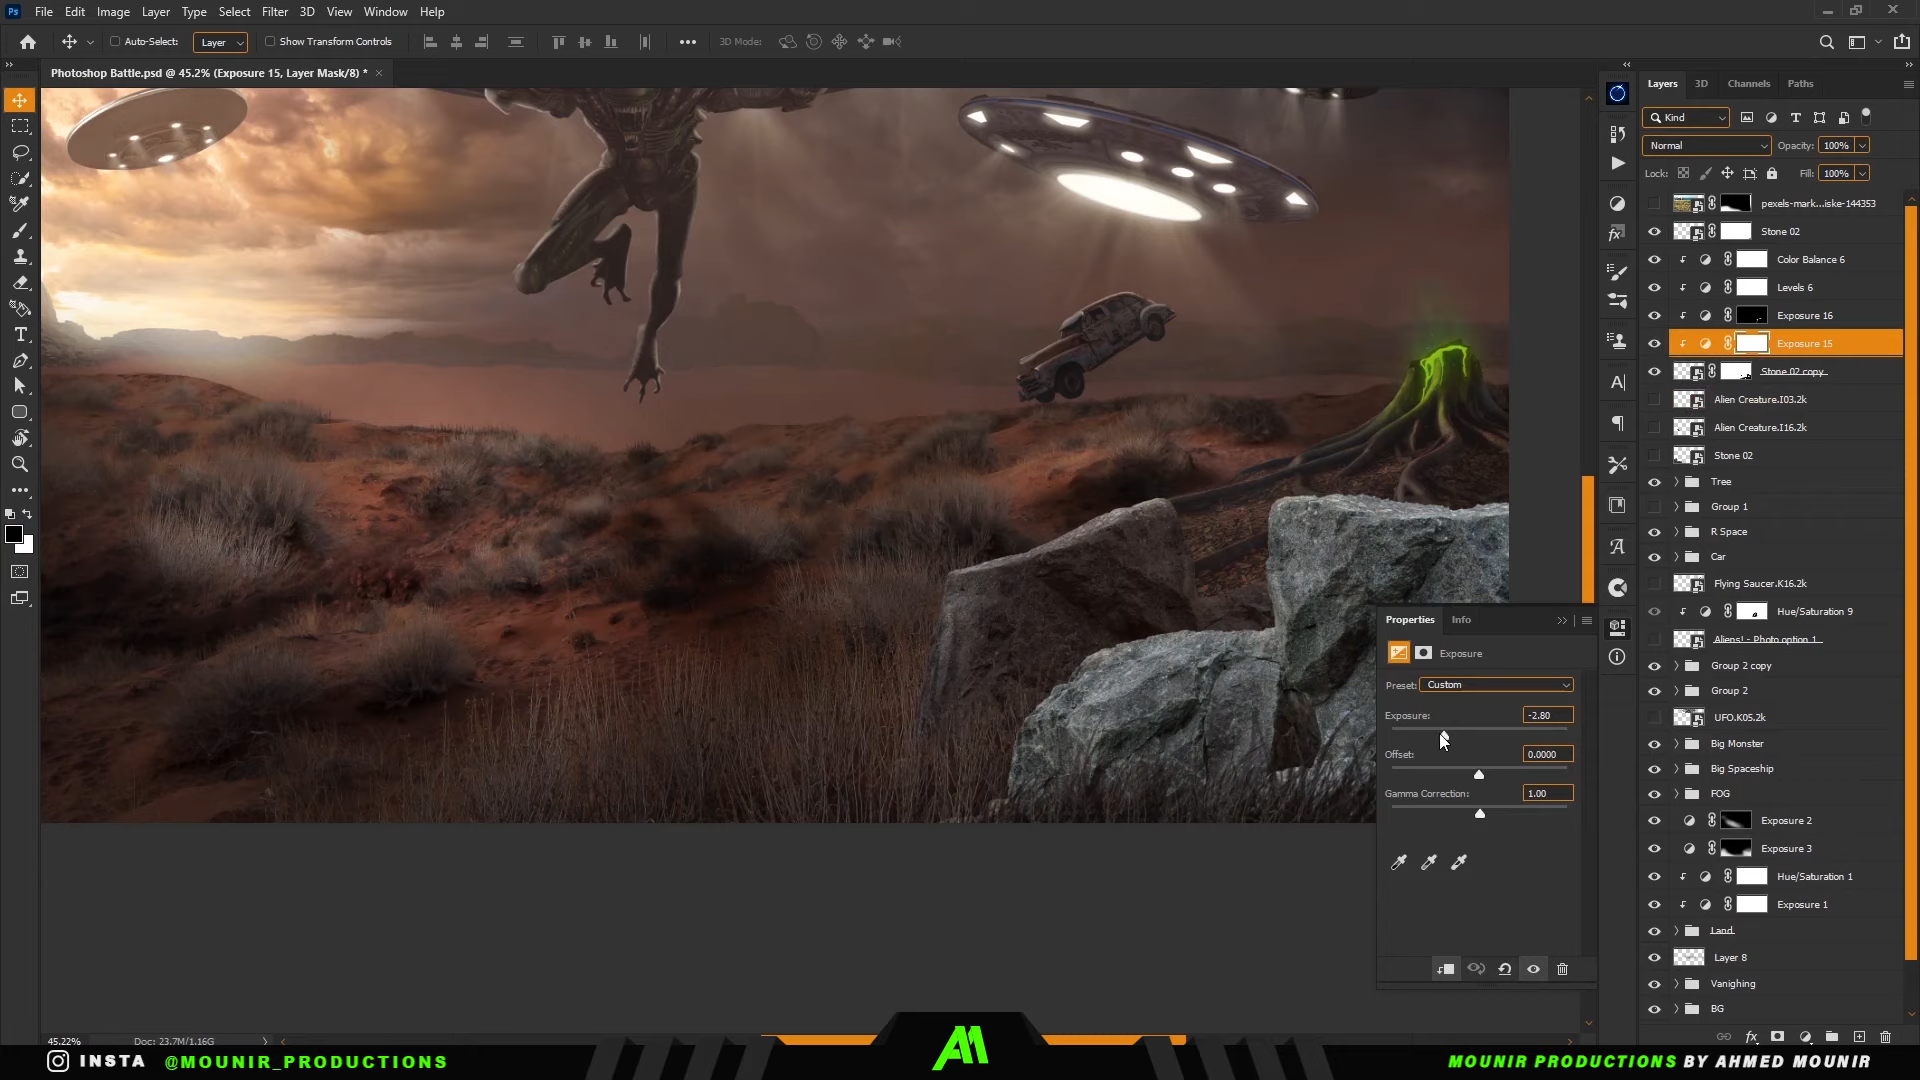 Ps File Edit Image Layer Type Select Filter 3D View Window Help
Auto-Select: Layer Show Transform Controls 3D Mode:
Photoshop Battle.psd @ 45.2% (Exposure 15, Layer Mask/8) *
Layers 3D Channels Paths
Kind
Normal Opacity: 100%
Lock: Fill: 100%
pexels-mark...iske-144353
Stone 02
Color Balance 6
Levels 6
Exposure 16
Exposure 15
Stone 02 copy
Alien Creature.I03.2k
Alien Creature.I16.2k
Stone 02
Tree
Group 1
R Space
Car
Flying Saucer.K16.2k
Hue/Saturation 9
Aliens! - Photo option 1
Group 2 copy
Group 2
UFO.K05.2k
Big Monster
Big Spaceship
FOG
Exposure 2
Exposure 3
Hue/Saturation 1
Exposure 1
Land
Layer 8
Vanighing
BG
Properties Info
Exposure
Preset: Custom
Exposure: -2.80
Offset: 0.0000
Gamma Correction: 1.00
45.22% Doc: 23.7M/1.16G
INSTA @MOUNIR_PRODUCTIONS
AM
MOUNIR PRODUCTIONS BY AHMED MOUNIR